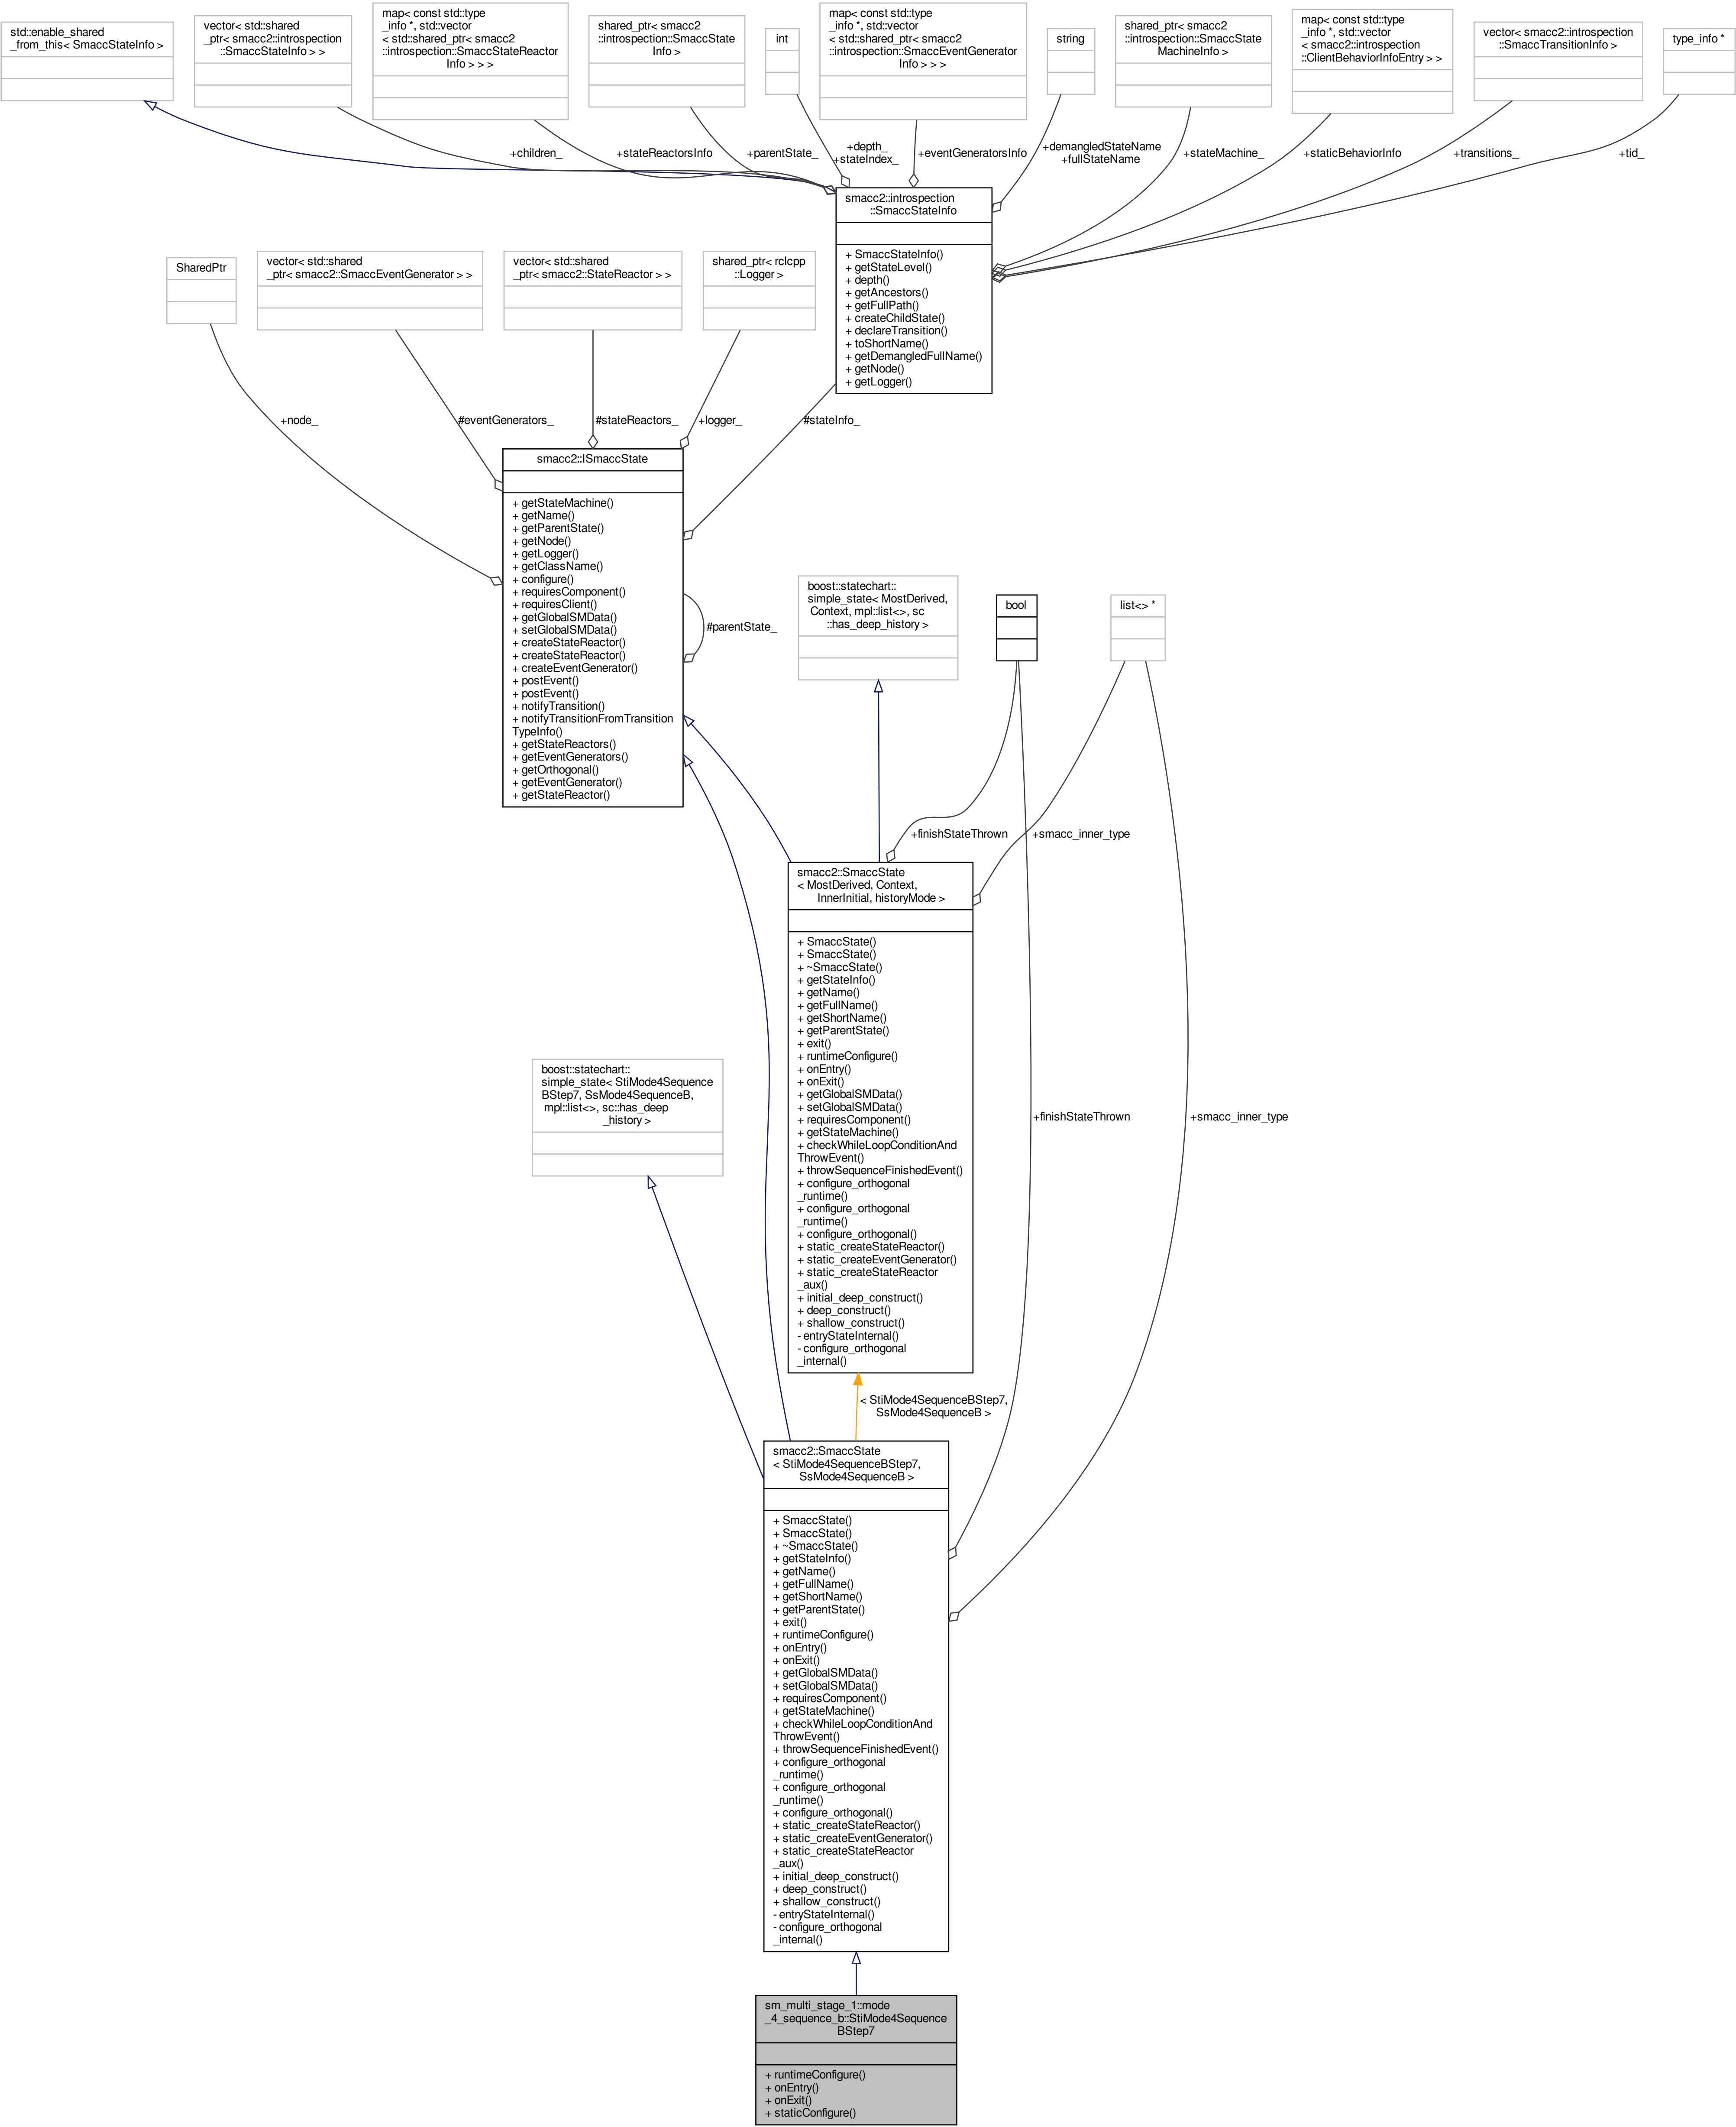 std::enable_shared
_from_this< SmaccStateInfo >
vector< std::shared
_ptr< smacc2::introspection
::SmaccStateInfo > >
map< const std::type
_info *, std::vector
< std::shared_ptr< smacc2
::introspection::SmaccStateReactor
Info > > >
shared_ptr< smacc2
::introspection::SmaccState
Info >
int
map< const std::type
_info *, std::vector
< std::shared_ptr< smacc2
::introspection::SmaccEventGenerator
Info > > >
string
shared_ptr< smacc2
::introspection::SmaccState
MachineInfo >
map< const std::type
_info *, std::vector
< smacc2::introspection
::ClientBehaviorInfoEntry > >
vector< smacc2::introspection
::SmaccTransitionInfo >
type_info *
+children_
+stateReactorsInfo
+parentState_
+depth_
+stateIndex_
+eventGeneratorsInfo
+demangledStateName
+fullStateName
+stateMachine_
+staticBehaviorInfo
+transitions_
+tid_
smacc2::introspection
::SmaccStateInfo
+ SmaccStateInfo()
+ getStateLevel()
+ depth()
+ getAncestors()
+ getFullPath()
+ createChildState()
+ declareTransition()
+ toShortName()
+ getDemangledFullName()
+ getNode()
+ getLogger()
SharedPtr
vector< std::shared
_ptr< smacc2::SmaccEventGenerator > >
vector< std::shared
_ptr< smacc2::StateReactor > >
shared_ptr< rclcpp
::Logger >
+node_
#eventGenerators_
#stateReactors_
+logger_
#stateInfo_
smacc2::ISmaccState
+ getStateMachine()
+ getName()
+ getParentState()
+ getNode()
+ getLogger()
+ getClassName()
+ configure()
+ requiresComponent()
+ requiresClient()
+ getGlobalSMData()
+ setGlobalSMData()
+ createStateReactor()
+ createStateReactor()
+ createEventGenerator()
+ postEvent()
+ postEvent()
+ notifyTransition()
+ notifyTransitionFromTransition
TypeInfo()
+ getStateReactors()
+ getEventGenerators()
+ getOrthogonal()
+ getEventGenerator()
+ getStateReactor()
#parentState_
boost::statechart::
simple_state< MostDerived,
Context, mpl::list<>, sc
::has_deep_history >
bool
list<> *
+finishStateThrown
+smacc_inner_type
smacc2::SmaccState
< MostDerived, Context,
InnerInitial, historyMode >
+ SmaccState()
+ SmaccState()
+ ~SmaccState()
+ getStateInfo()
+ getName()
+ getFullName()
+ getShortName()
+ getParentState()
+ exit()
+ runtimeConfigure()
+ onEntry()
+ onExit()
+ getGlobalSMData()
+ setGlobalSMData()
+ requiresComponent()
+ getStateMachine()
+ checkWhileLoopConditionAnd
ThrowEvent()
+ throwSequenceFinishedEvent()
+ configure_orthogonal
_runtime()
+ configure_orthogonal
_runtime()
+ configure_orthogonal()
+ static_createStateReactor()
+ static_createEventGenerator()
+ static_createStateReactor
_aux()
+ initial_deep_construct()
+ deep_construct()
+ shallow_construct()
- entryStateInternal()
- configure_orthogonal
_internal()
boost::statechart::
simple_state< StiMode4Sequence
BStep7, SsMode4SequenceB,
mpl::list<>, sc::has_deep
_history >
+finishStateThrown
+smacc_inner_type
< StiMode4SequenceBStep7,
SsMode4SequenceB >
smacc2::SmaccState
< StiMode4SequenceBStep7,
SsMode4SequenceB >
+ SmaccState()
+ SmaccState()
+ ~SmaccState()
+ getStateInfo()
+ getName()
+ getFullName()
+ getShortName()
+ getParentState()
+ exit()
+ runtimeConfigure()
+ onEntry()
+ onExit()
+ getGlobalSMData()
+ setGlobalSMData()
+ requiresComponent()
+ getStateMachine()
+ checkWhileLoopConditionAnd
ThrowEvent()
+ throwSequenceFinishedEvent()
+ configure_orthogonal
_runtime()
+ configure_orthogonal
_runtime()
+ configure_orthogonal()
+ static_createStateReactor()
+ static_createEventGenerator()
+ static_createStateReactor
_aux()
+ initial_deep_construct()
+ deep_construct()
+ shallow_construct()
- entryStateInternal()
- configure_orthogonal
_internal()
sm_multi_stage_1::mode
_4_sequence_b::StiMode4Sequence
BStep7
+ runtimeConfigure()
+ onEntry()
+ onExit()
+ staticConfigure()